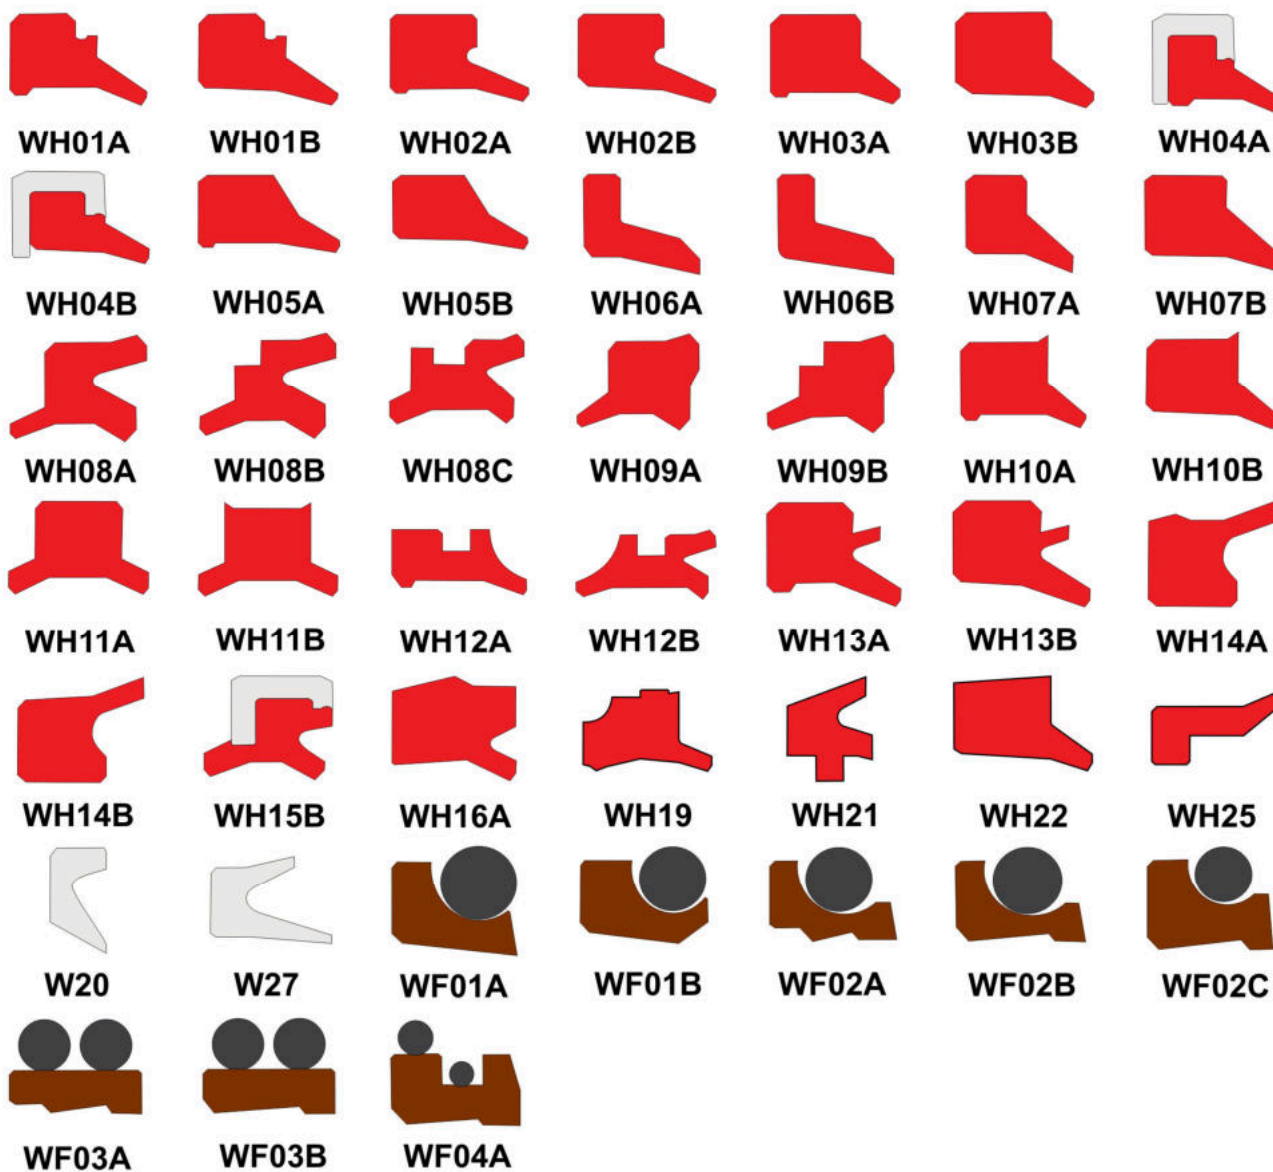 WH01A WH01B WH02A WH02B WH03A WH03B WH04A
WH04B WH05A WH05B WH06A WH06B WH07A WH07B
WH08A WH08B WH08C WH09A WH09B WH10A WH10B
WH11A WH11B WH12A WH12B WH13A WH13B WH14A
WH14B WH15B WH16A WH19 WH21 WH22 WH25
W20 W27 WF01A WF01B WF02A WF02B WF02C
WF03A WF03B WF04A